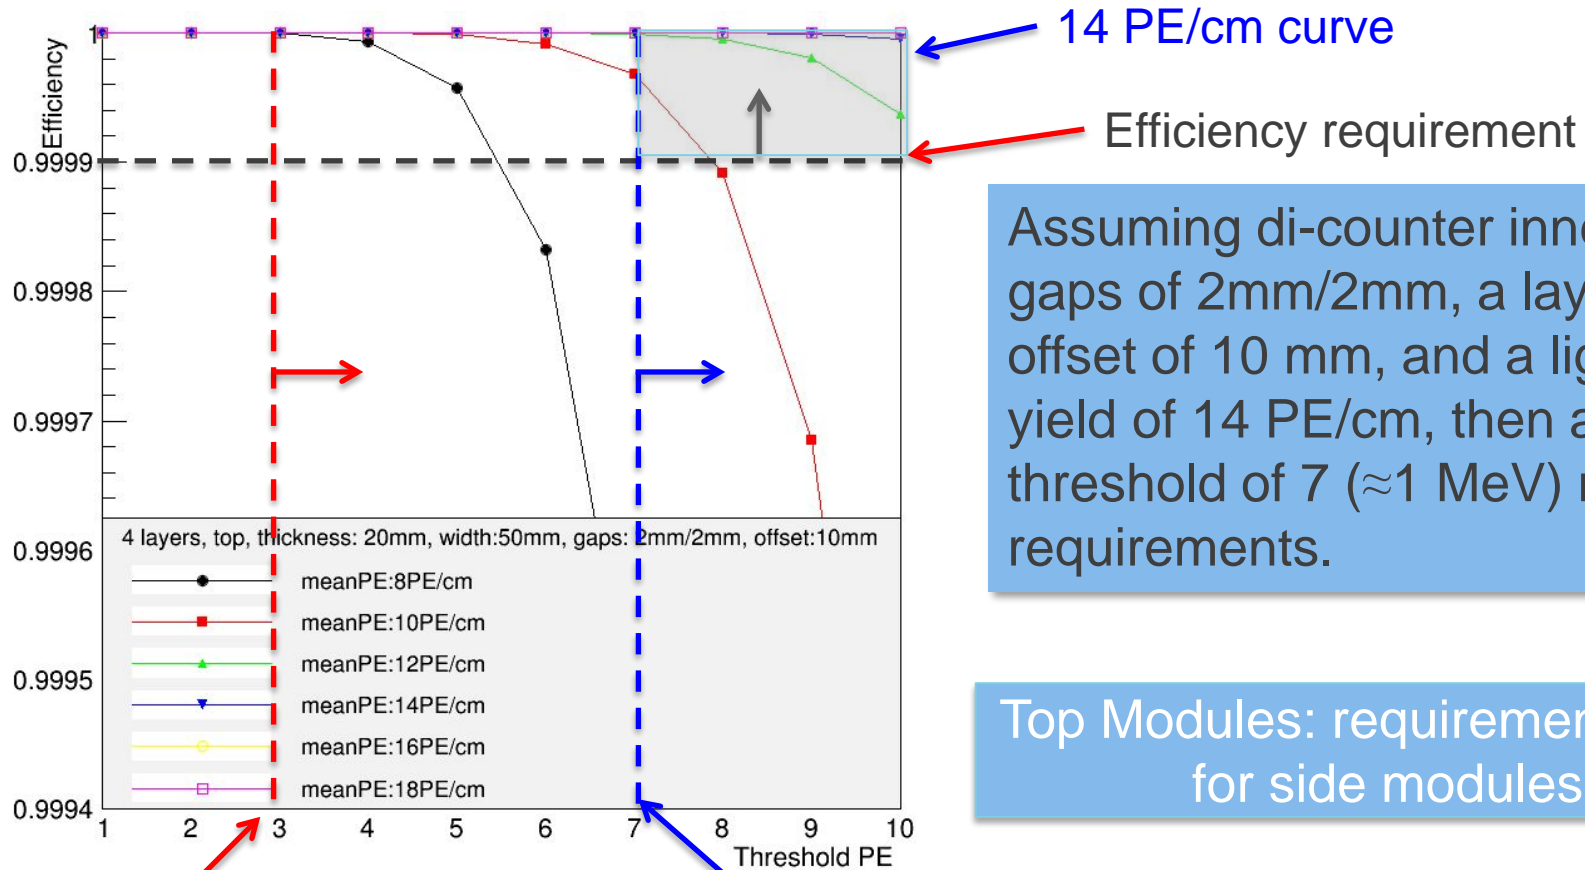 14 PE/cm curve
Efficiency requirement
Efficiency
1
0.9999
0.9998
0.9997
0.9996
0.9995
0.9994
1 2 3 4 5 6 7 8 9 10
Threshold PE
4 layers, top, thickness: 20mm, width:50mm, gaps: 2mm/2mm, offset:10mm
meanPE:8PE/cm
meanPE:10PE/cm
meanPE:12PE/cm
meanPE:14PE/cm
meanPE:16PE/cm
meanPE:18PE/cm
Assuming di-counter
gaps of 2mm/2mm, a
offset of 10 mm, and a
yield of 14 PE/cm, then
threshold of 7 (≈1 MeV)
requirements.
Top Modules:
for side modules